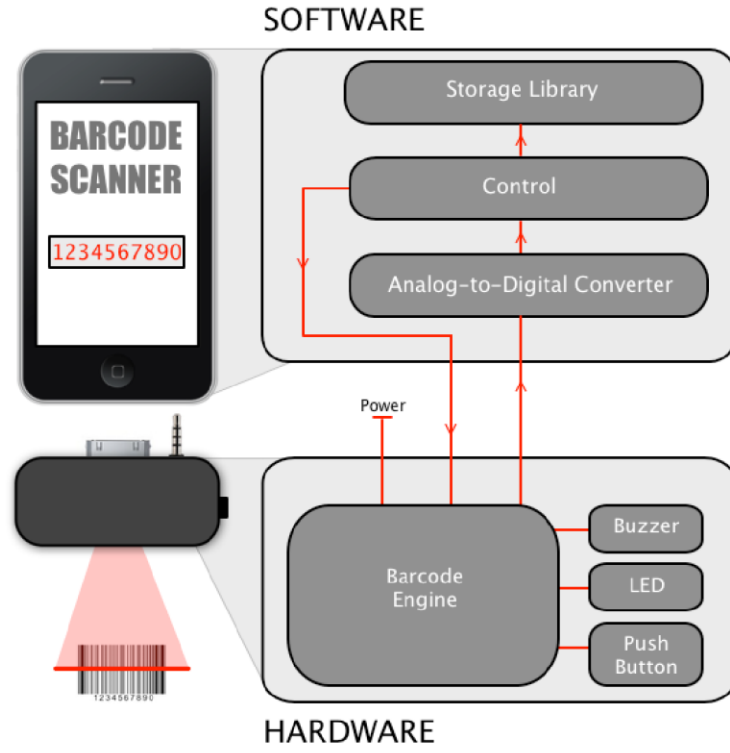 SOFTWARE
BARCODE
SCANNER
1234567890
Storage Library
Control
Analog-to-Digital Converter
Power
Barcode
Engine
Buzzer
LED
Push
Button
1234567890
HARDWARE